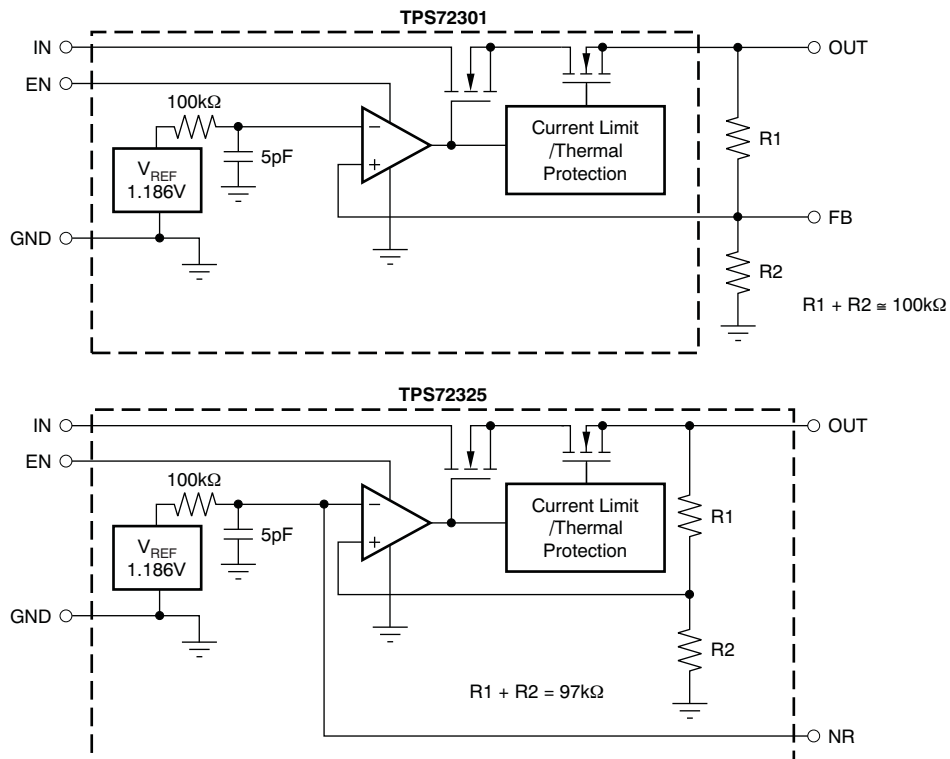 TPS72301
IN
OUT
EN
100kΩ
5pF
−
+
Current Limit
/Thermal
Protection
R1
VREF
1.186V
FB
GND
R2
R1 + R2 ≅ 100kΩ
TPS72325
IN
OUT
EN
100kΩ
5pF
−
+
Current Limit
/Thermal
Protection
R1
VREF
1.186V
GND
R2
R1 + R2 = 97kΩ
NR